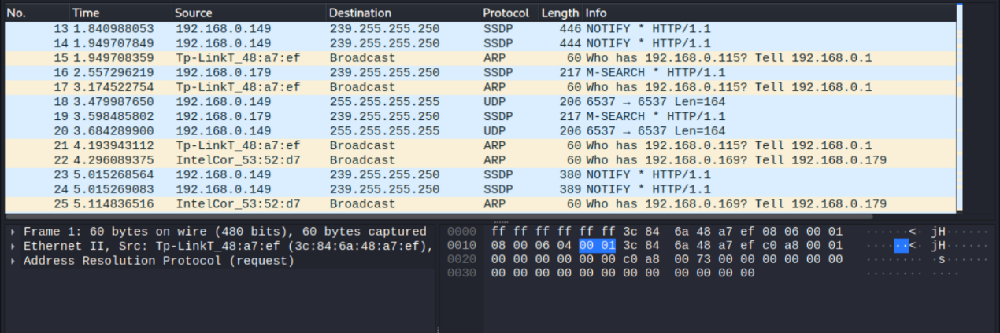 No. Time Source Destination Protocol Length Info
13 1.840988053 192.168.0.149 239.255.255.250 SSDP 446 NOTIFY * HTTP/1.1
14 1.949707849 192.168.0.149 239.255.255.250 SSDP 444 NOTIFY * HTTP/1.1
15 1.949708359 Tp-LinkT_48:a7:ef Broadcast ARP 60 Who has 192.168.0.115? Tell 192.168.0.1
16 2.557296219 192.168.0.179 239.255.255.250 SSDP 217 M-SEARCH * HTTP/1.1
17 3.174522754 Tp-LinkT_48:a7:ef Broadcast ARP 60 Who has 192.168.0.115? Tell 192.168.0.1
18 3.479987650 192.168.0.149 255.255.255.255 UDP 206 6537 → 6537 Len=164
19 3.598485802 192.168.0.179 239.255.255.250 SSDP 217 M-SEARCH * HTTP/1.1
20 3.684289900 192.168.0.149 255.255.255.255 UDP 206 6537 → 6537 Len=164
21 4.193943112 Tp-LinkT_48:a7:ef Broadcast ARP 60 Who has 192.168.0.115? Tell 192.168.0.1
22 4.296089375 IntelCor_53:52:d7 Broadcast ARP 60 Who has 192.168.0.169? Tell 192.168.0.179
23 5.015268564 192.168.0.149 239.255.255.250 SSDP 380 NOTIFY * HTTP/1.1
24 5.015269083 192.168.0.149 239.255.255.250 SSDP 389 NOTIFY * HTTP/1.1
25 5.114836516 IntelCor_53:52:d7 Broadcast ARP 60 Who has 192.168.0.169? Tell 192.168.0.179
Frame 1: 60 bytes on wire (480 bits), 60 bytes captured
Ethernet II, Src: Tp-LinkT_48:a7:ef (3c:84:6a:48:a7:ef),
Address Resolution Protocol (request)
0000 ff ff ff ff ff ff 3c 84 6a 48 a7 ef 08 06 00 01 ······<· jH······
0010 08 00 06 04 00 01 3c 84 6a 48 a7 ef c0 a8 00 01 ······<· jH······
0020 00 00 00 00 00 00 c0 a8 00 73 00 00 00 00 00 00 ········ ·s······
0030 00 00 00 00 00 00 00 00 00 00 00 00 ········ ····